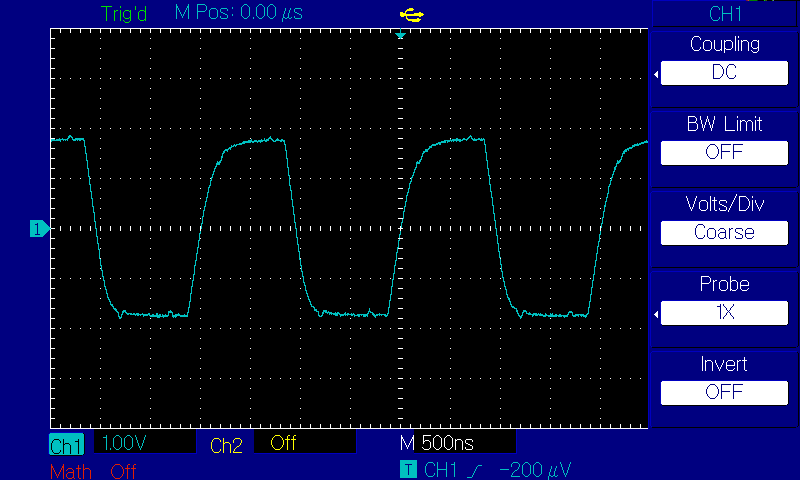 Trig'd M Pos: 0.00 μs CH1
Coupling
DC
BW Limit
OFF
Volts/Div
1
Coarse
Probe
1X
Invert
OFF
Ch1 1.00V Ch2 Off M 500ns
Math Off T CH1 -200 μV